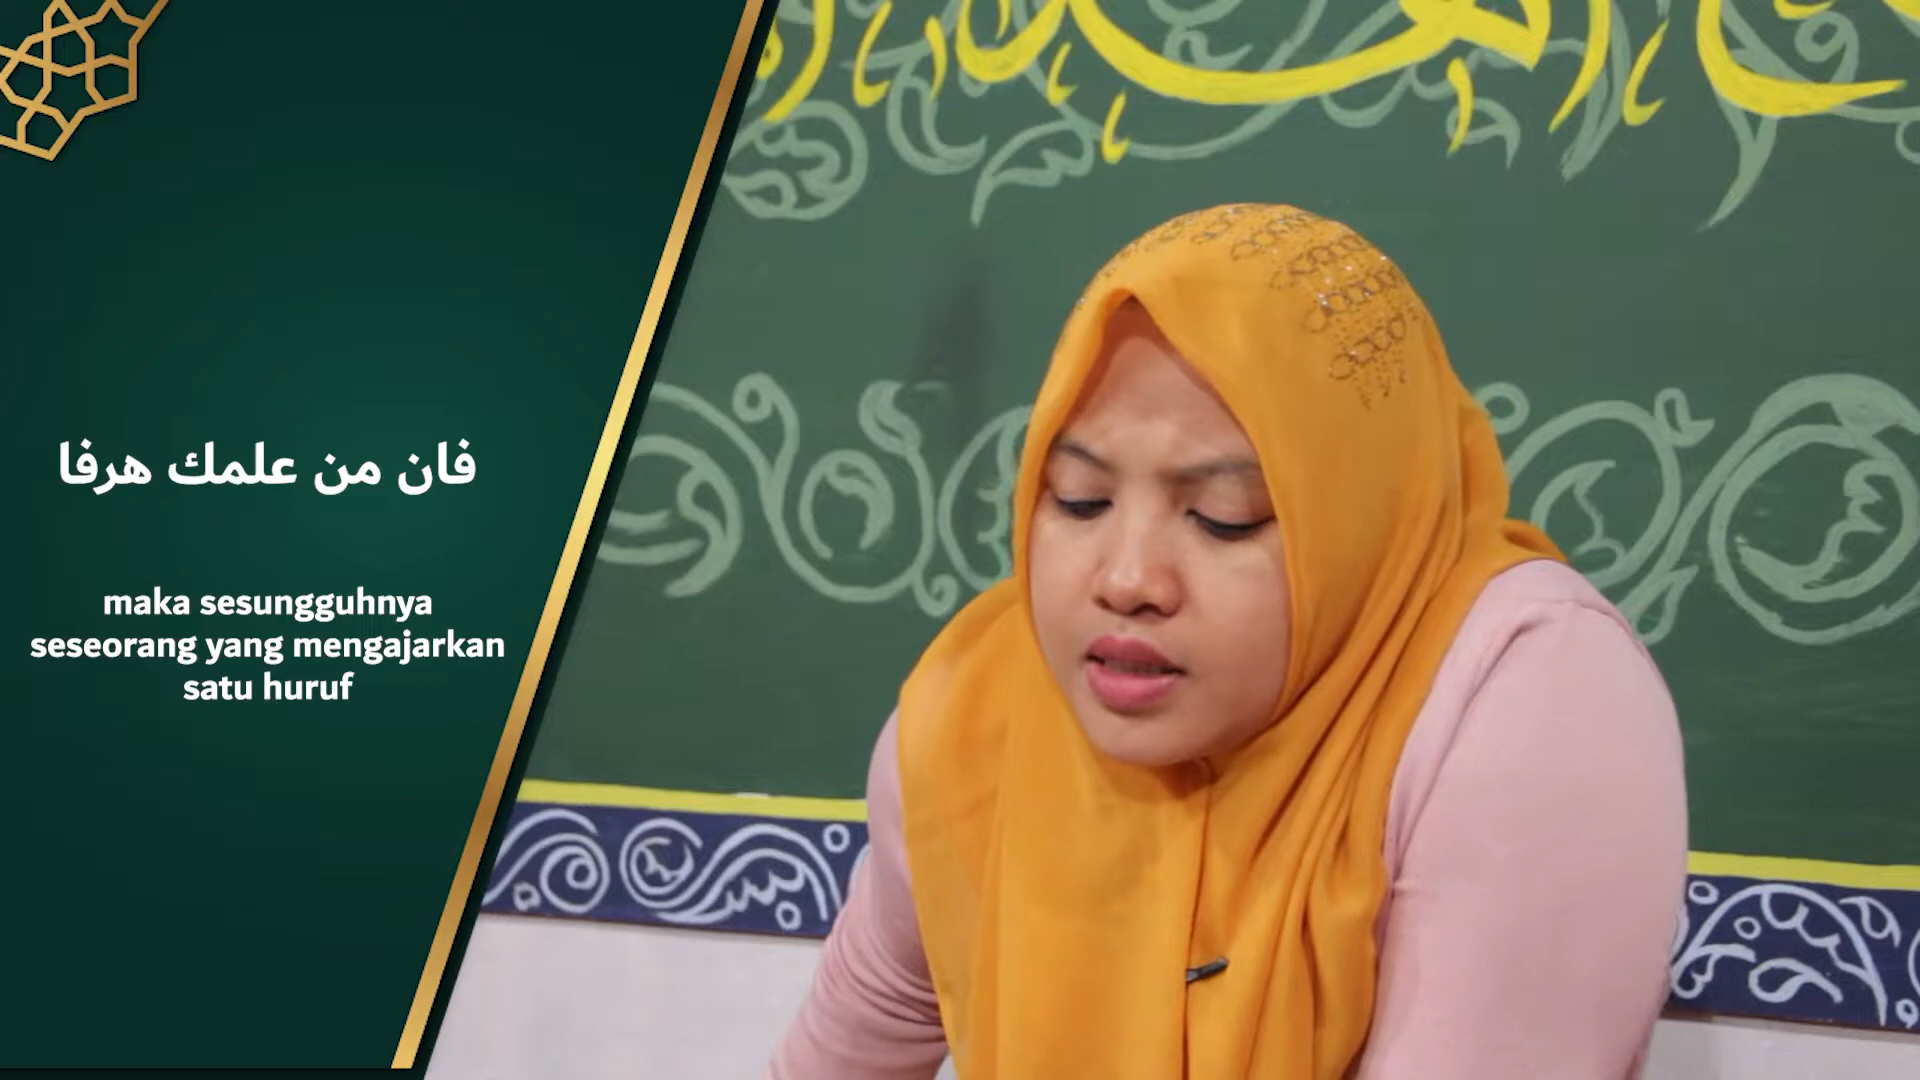 فان من علمك هرفا
maka sesungguhnya
seseorang yang mengajarkan
satu huruf